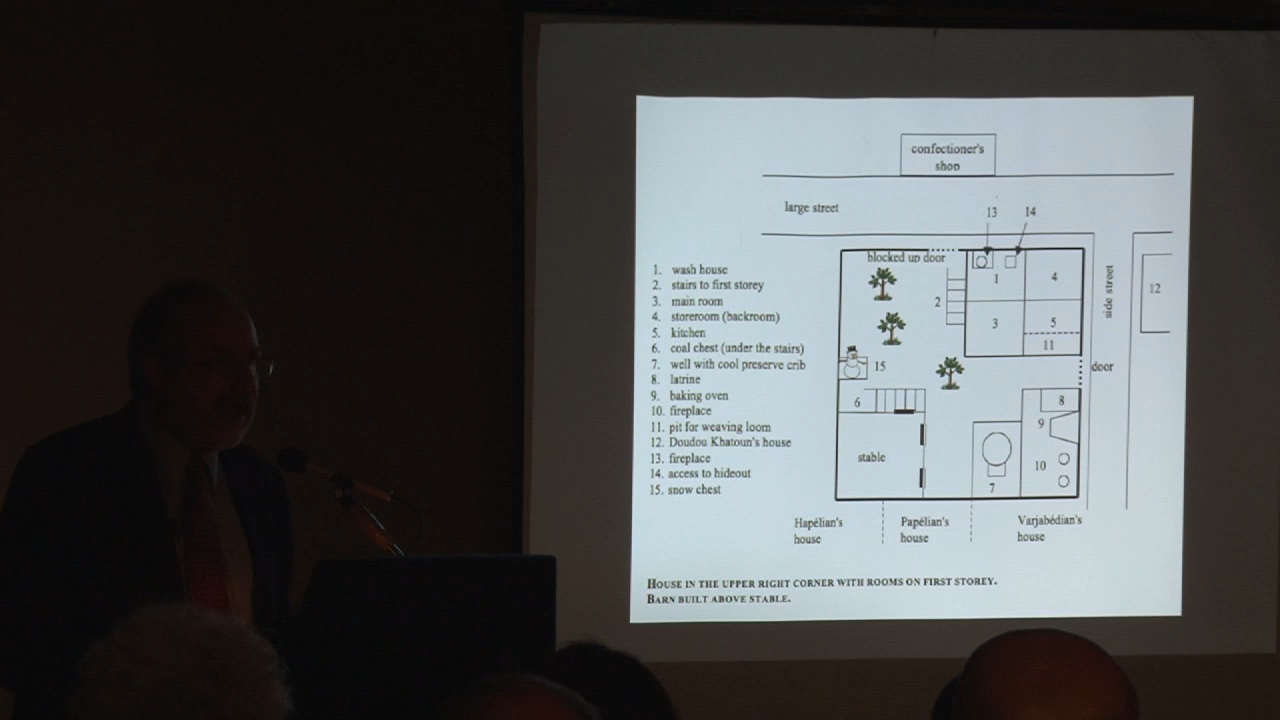 confectioner's
shop
large street
13 14
blocked up door
1
4
2
3
5
11
side street
12
door
15
6
8
9
stable
10
7
1. wash house
2. stairs to first storey
3. main room
4. storeroom (backroom)
5. kitchen
6. coal chest (under the stairs)
7. well with cool preserve crib
8. latrine
9. baking oven
10. fireplace
11. pit for weaving loom
12. Doudou Khatoun's house
13. fireplace
14. access to hideout
15. snow chest
Hapélian's
house
Papélian's
house
Varjabédian's
house
HOUSE IN THE UPPER RIGHT CORNER WITH ROOMS ON FIRST STOREY.
BARN BUILT ABOVE STABLE.